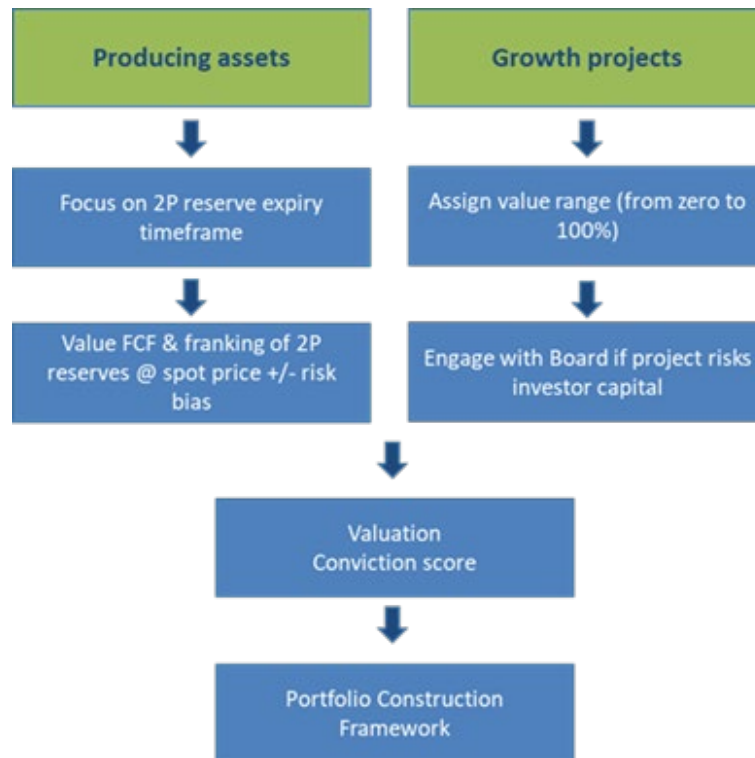 Producing assets
Growth projects
Focus on 2P reserve expiry
timeframe
Assign value range (from zero to
100%)
Value FCF & franking of 2P
reserves @ spot price +/- risk
bias
Engage with Board if project risks
investor capital
Valuation
Conviction score
Portfolio Construction
Framework